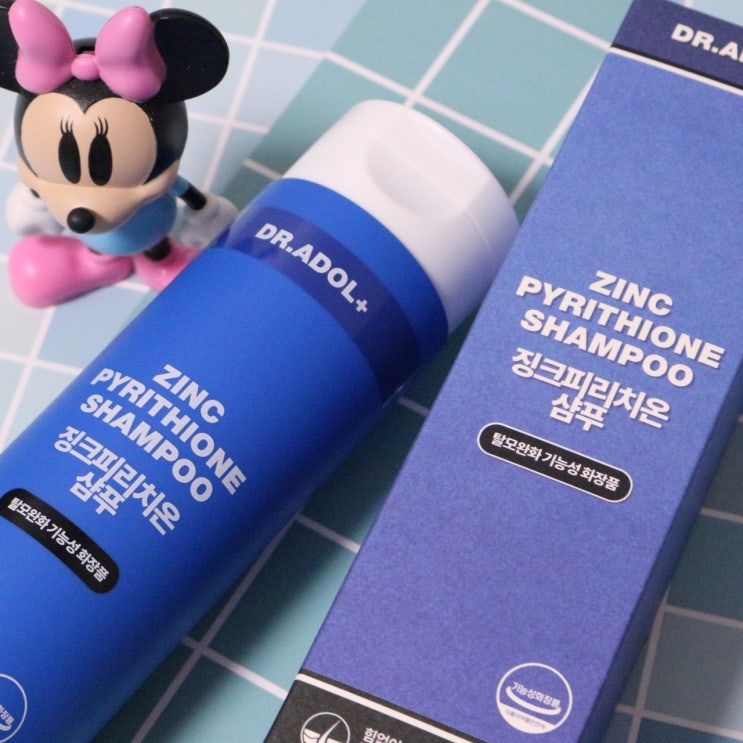 DR.ADOL+
ZINC
PYRITHIONE
SHAMPOO
징크피리치온
샴푸
탈모완화 기능성 화장품
ZINC
PYRITHIONE
SHAMPOO
징크피리치온
샴푸
탈모완화 기능성 화장품
기능성화장품